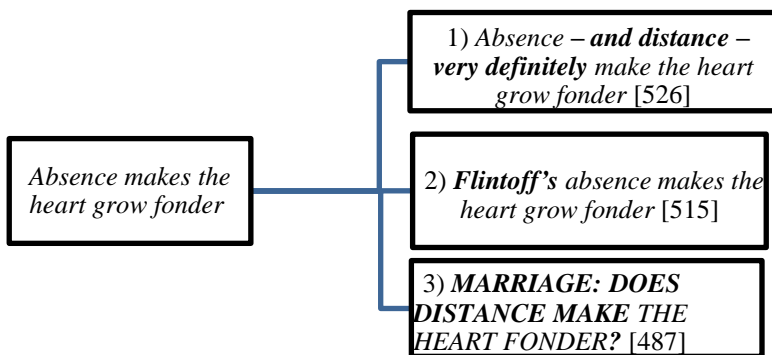 Absence makes the
heart grow fonder
1) Absence – and distance –
very definitely make the heart
grow fonder [526]
2) Flintoff’s absence makes the
heart grow fonder [515]
3) MARRIAGE: DOES
DISTANCE MAKE THE
HEART FONDER? [487]